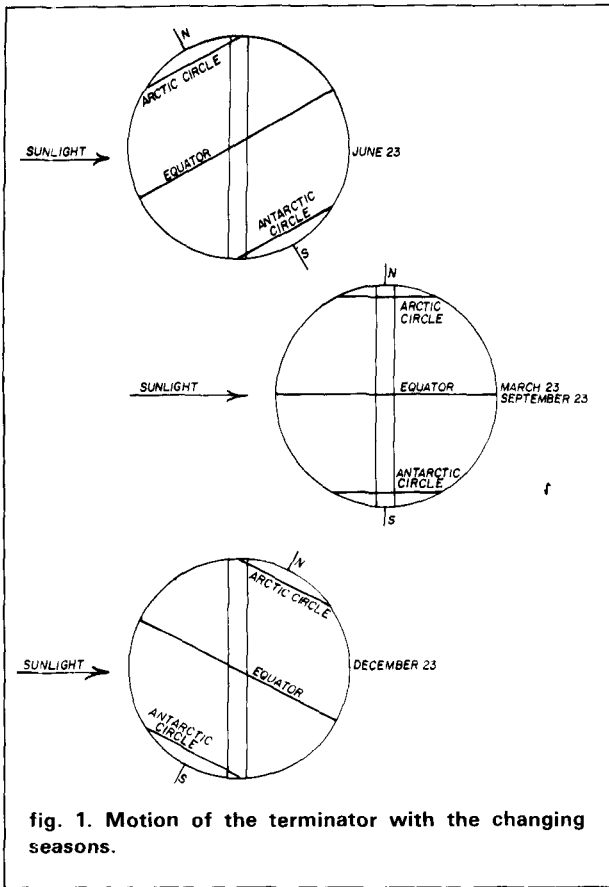 N
ARCTIC CIRCLE
SUNLIGHT
EQUATOR
JUNE 23
ANTARCTIC
CIRCLE
S
N
ARCTIC
CIRCLE
SUNLIGHT
EQUATOR
MARCH 23
SEPTEMBER 23
ANTARCTIC
CIRCLE
S
N
ARCTIC CIRCLE
SUNLIGHT
EQUATOR
DECEMBER 23
ANTARCTIC
CIRCLE
S
fig. 1. Motion of the terminator with the changing
seasons.